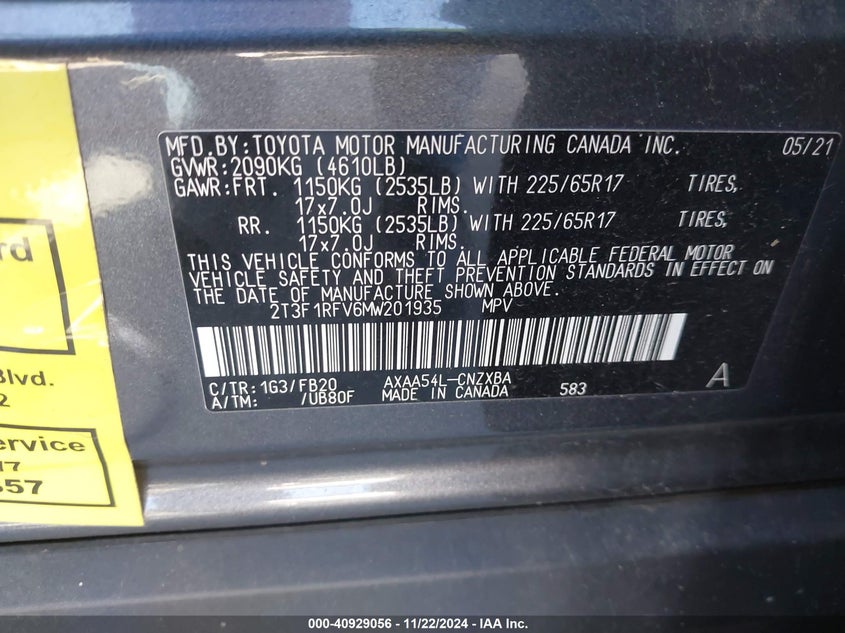 MFD.BY:TOYOTA MOTOR MANUFACTURING CANADA INC. 05/21
GVWR:2090KG (4610LB)
GAWR:FRT. 1150KG (2535LB) WITH 225/65R17 TIRES,
17x7.0J RIMS.
RR. 1150KG (2535LB) WITH 225/65R17 TIRES,
17x7.0J RIMS.
THIS VEHICLE CONFORMS TO ALL APPLICABLE FEDERAL MOTOR
VEHICLE SAFETY AND THEFT PREVENTION STANDARDS IN EFFECT ON
THE DATE OF MANUFACTURE SHOWN ABOVE.
2T3F1RFV6MW201935 MPV
C/TR: 1G3/FB20 AXAA54L-CNZXBA
A/TM: /UB80F MADE IN CANADA 583 A
Blvd.
2
ervice
17
557
000-40929056 - 11/22/2024 - IAA Inc.